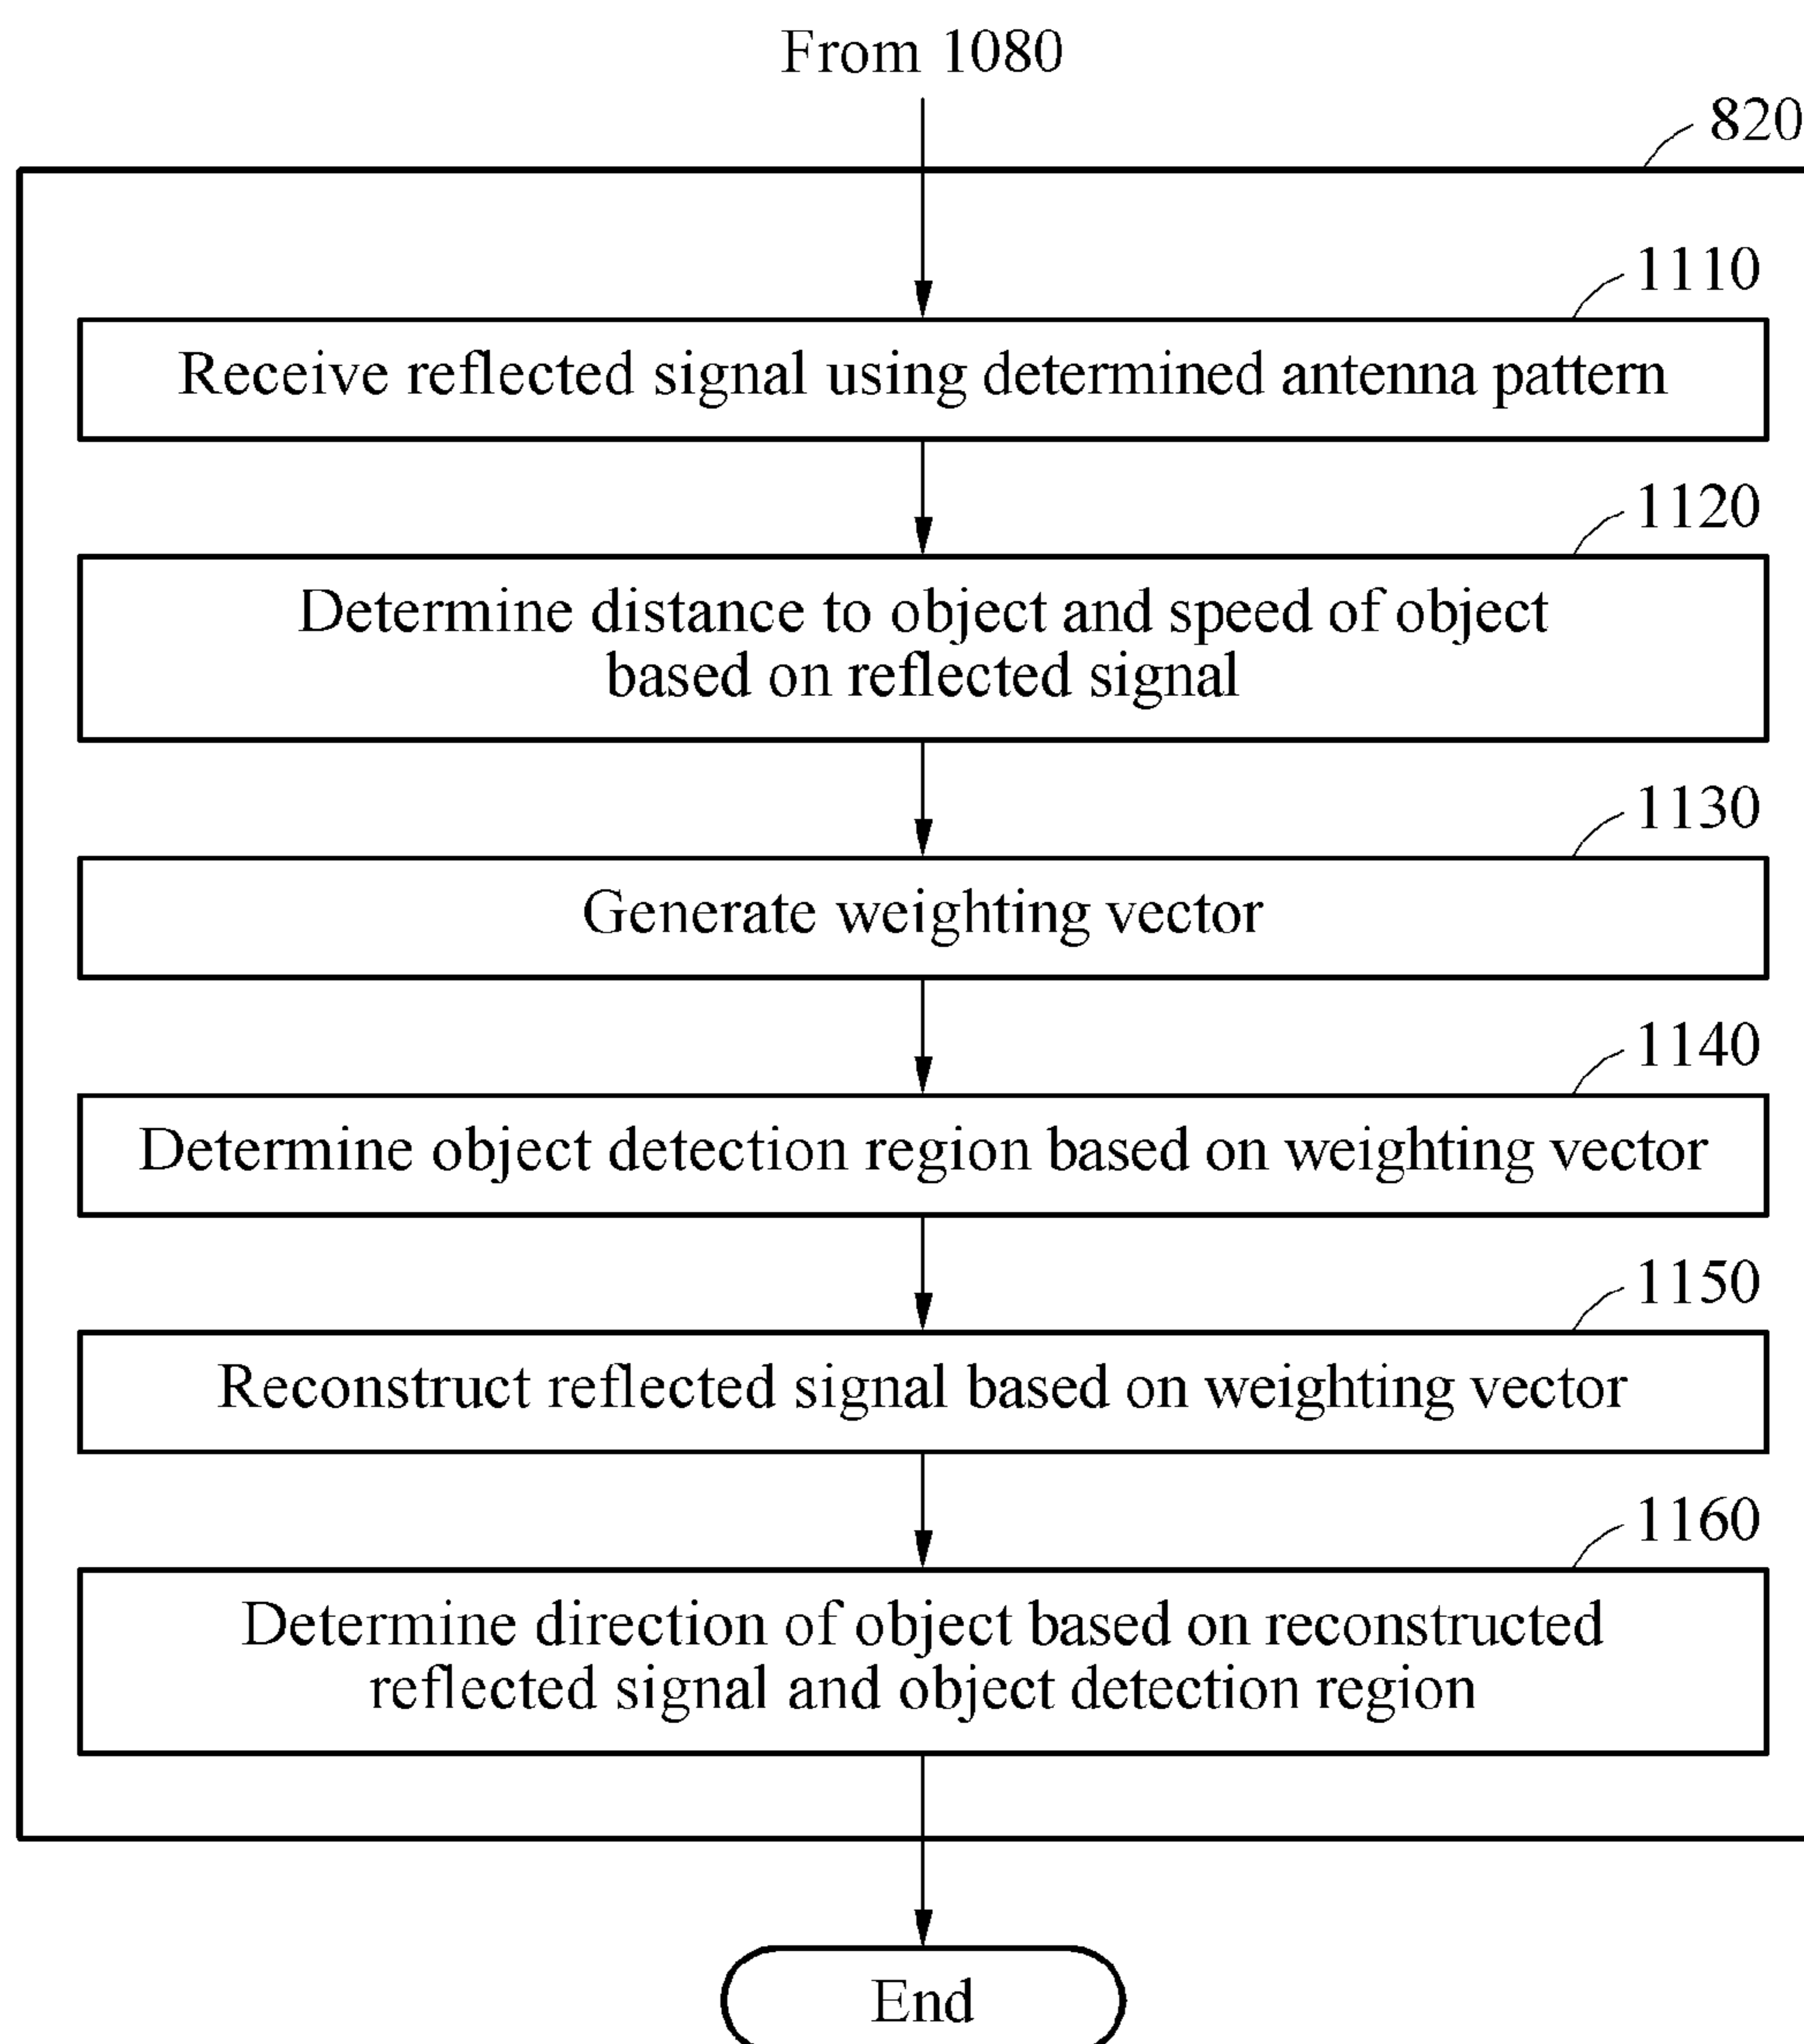 From 1080
820
1110
Receive reflected signal using determined antenna pattern
1120
Determine distance to object and speed of object
based on reflected signal
1130
Generate weighting vector
1140
Determine object detection region based on weighting vector
1150
Reconstruct reflected signal based on weighting vector
1160
Determine direction of object based on reconstructed
reflected signal and object detection region
End